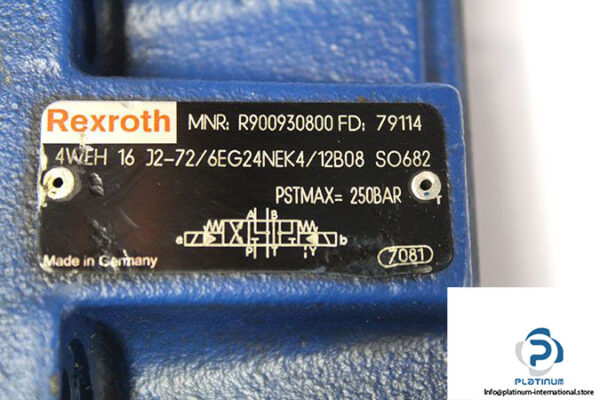 Rexroth MNR: R900930800 FD: 79114
4WEH 16 J2-72/6EG24NEK4/12B08 SO682
PSTMAX= 250BAR
r
A B
a b
P T Y
7081
Made in Germany
P
PLATINUM
info@platinum-international.store